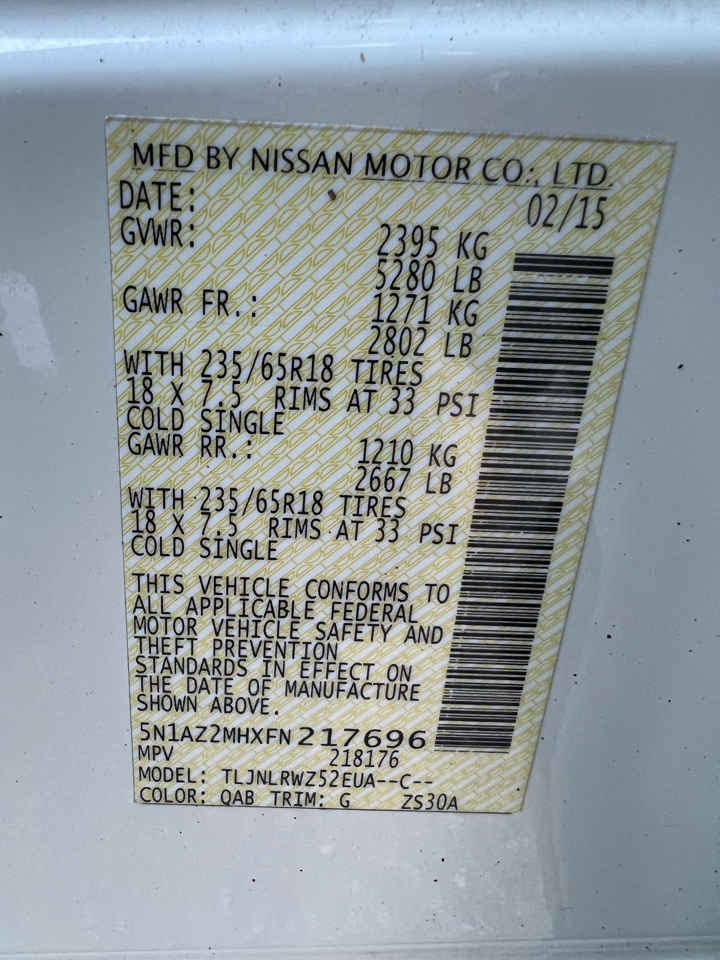 MFD BY NISSAN MOTOR CO., LTD.
DATE: 02/15
GVWR: 2395 KG
5280 LB
GAWR FR.: 1271 KG
2802 LB
WITH 235/65R18 TIRES
18 X 7.5 RIMS AT 33 PSI
COLD SINGLE
GAWR RR.: 1210 KG
2667 LB
WITH 235/65R18 TIRES
18 X 7.5 RIMS AT 33 PSI
COLD SINGLE
THIS VEHICLE CONFORMS TO
ALL APPLICABLE FEDERAL
MOTOR VEHICLE SAFETY AND
THEFT PREVENTION
STANDARDS IN EFFECT ON
THE DATE OF MANUFACTURE
SHOWN ABOVE.
5N1AZ2MHXFN217696
MPV 218176
MODEL: TLJNLRWZ52EUA--C--
COLOR: QAB TRIM: G ZS30A